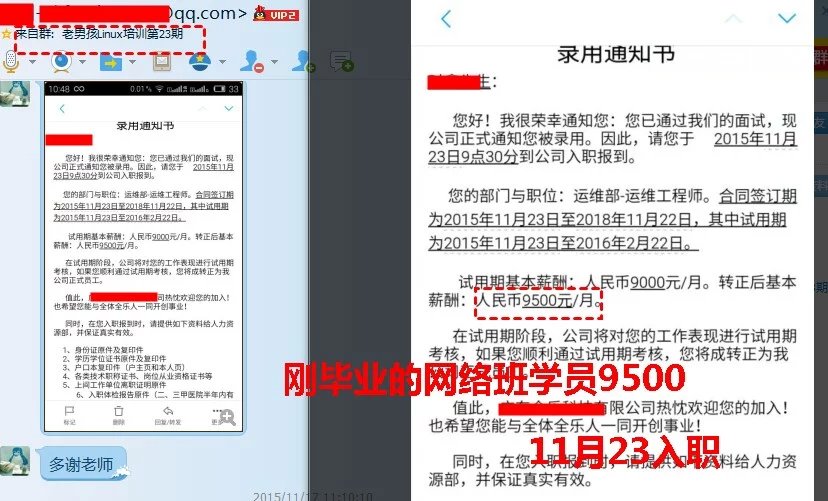 @qq.com>
VIP2
来自群: 老男孩Linux培训第23期
10:48
0.01
33
录用通知书
您好！我很荣幸通知您：您已通过我们的面试，现
公司正式通知您被录用。因此，请您于 2015年11月
23日9点30分到公司入职报到。
您的部门与职位：运维部-运维工程师。合同签订期
为2015年11月23日至2018年11月22日，其中试用期
为2015年11月23日至2016年2月22日。
试用期基本薪酬：人民币9000元/月。转正后基本
薪酬：人民币9500元/月。
在试用期阶段，公司将对您的工作表现进行试用期
考核，如果您顺利通过试用期考核，您将成转正为我
公司正式员工。
值此，
司热忱欢迎您的加入！
也希望您能与全体全乐人一同开创事业！
同时，在您入职报到时，请提供如下资料给人力资
源部，并保证真实有效。
1、身份证原件及复印件
2、学历学位证书原件及复印件
3、户口本复印件（户主页和本人页）
4、各类技术职称证书、岗位从业资格证书等
5、上间工作单位离职证明原件
6、入职体检报告原件（二、三甲医院半年内有
标记
删除
回复/转发
更多
多谢老师
2015/11/17 11:10:10
录用通知书
先生：
您好！我很荣幸通知您：您已通过我们的面试，现
公司正式通知您被录用。因此，请您于 2015年11月
23日9点30分到公司入职报到。
您的部门与职位：运维部-运维工程师。合同签订期
为2015年11月23日至2018年11月22日，其中试用期
为2015年11月23日至2016年2月22日。
试用期基本薪酬：人民币9000元/月。转正后基本
薪酬：人民币9500元/月。
在试用期阶段，公司将对您的工作表现进行试用期
考核，如果您顺利通过试用期考核，您将成转正为我
刚毕业的网络班学员9500
值此，
有限公司热忱欢迎您的加入！
也希望您能与全体全乐人一同开创事业！
11月23入职
同时，在您入职报到时，请提供如下资料给人力资
源部，并保证真实有效。
群
友